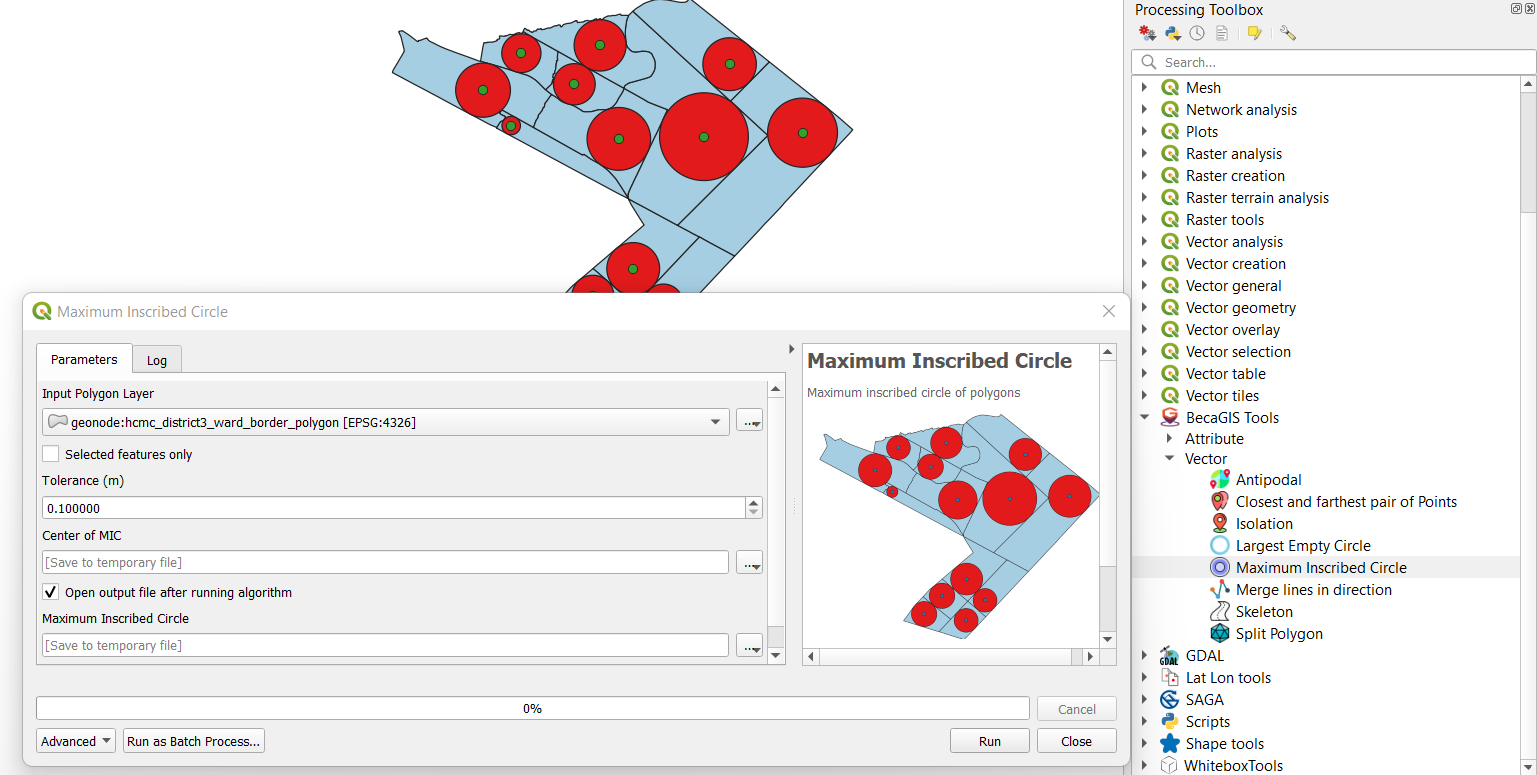 Processing Toolbox
Search...
Mesh
Network analysis
Plots
Raster analysis
Raster creation
Raster terrain analysis
Raster tools
Vector analysis
Vector creation
Vector general
Vector geometry
Vector overlay
Vector selection
Vector table
Vector tiles
BecaGIS Tools
Attribute
Vector
Antipodal
Closest and farthest pair of Points
Isolation
Largest Empty Circle
Maximum Inscribed Circle
Merge lines in direction
Skeleton
Split Polygon
GDAL
Lat Lon tools
SAGA
Scripts
Shape tools
WhiteboxTools
Maximum Inscribed Circle
Parameters
Log
Input Polygon Layer
geonode:hcmc_district3_ward_border_polygon [EPSG:4326]
...
Selected features only
Tolerance (m)
0.100000
Center of MIC
[Save to temporary file]
...
Open output file after running algorithm
Maximum Inscribed Circle
[Save to temporary file]
...
Maximum Inscribed Circle
Maximum inscribed circle of polygons
0%
Cancel
Advanced
Run as Batch Process...
Run
Close